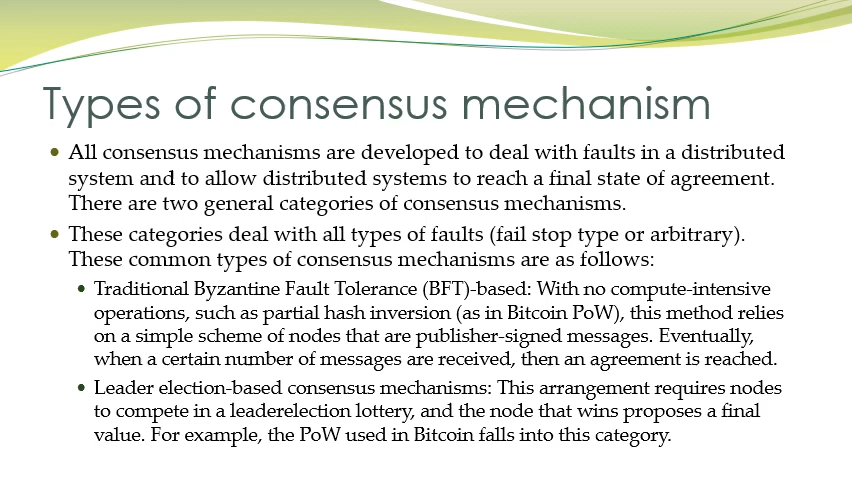 Types of consensus mechanism
• All consensus mechanisms are developed to deal with faults in a distributed
system and to allow distributed systems to reach a final state of agreement.
There are two general categories of consensus mechanisms.
• These categories deal with all types of faults (fail stop type or arbitrary).
These common types of consensus mechanisms are as follows:
• Traditional Byzantine Fault Tolerance (BFT)-based: With no compute-intensive
operations, such as partial hash inversion (as in Bitcoin PoW), this method relies
on a simple scheme of nodes that are publisher-signed messages. Eventually,
when a certain number of messages are received, then an agreement is reached.
• Leader election-based consensus mechanisms: This arrangement requires nodes
to compete in a leaderelection lottery, and the node that wins proposes a final
value. For example, the PoW used in Bitcoin falls into this category.